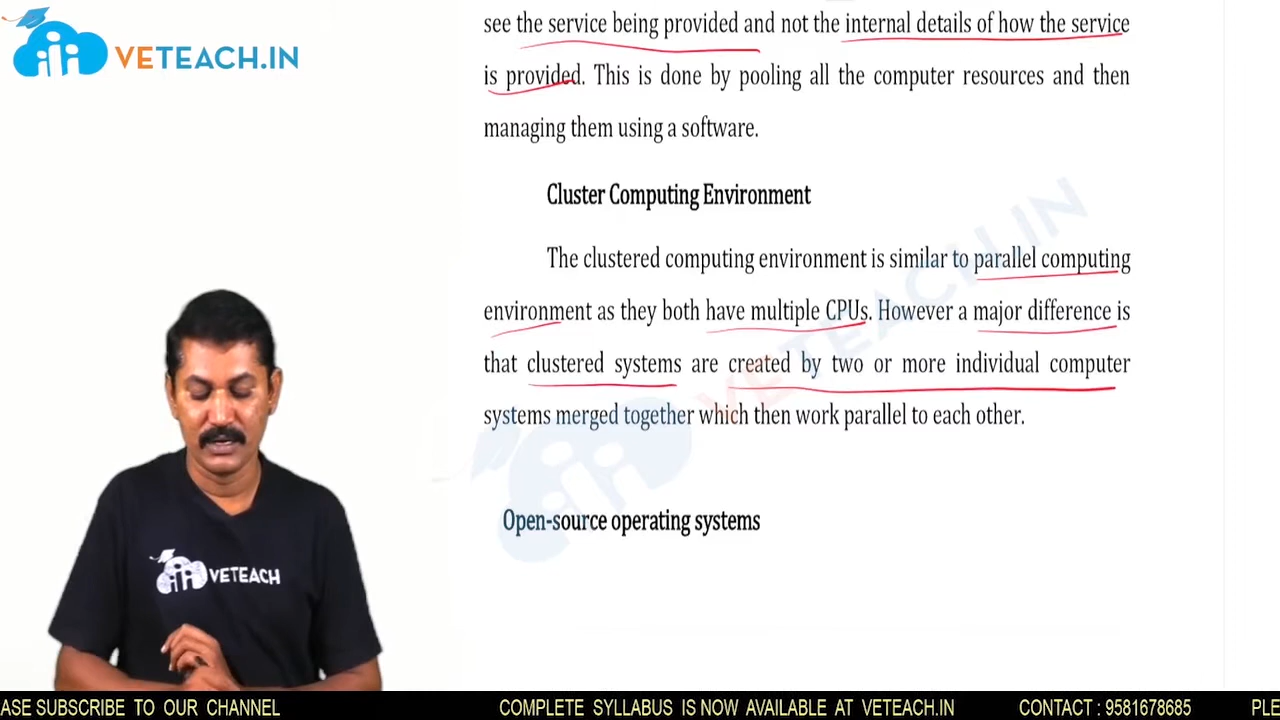 VETEACH.IN
see the service being provided and not the internal details of how the service
is provided. This is done by pooling all the computer resources and then
managing them using a software.
Cluster Computing Environment
The clustered computing environment is similar to parallel computing
environment as they both have multiple CPUs. However a major difference is
that clustered systems are created by two or more individual computer
systems merged together which then work parallel to each other.
VETEACH.IN
Open-source operating systems
VETEACH
ASE SUBSCRIBE TO OUR CHANNEL COMPLETE SYLLABUS IS NOW AVAILABLE AT VETEACH.IN CONTACT : 9581678685 PLE